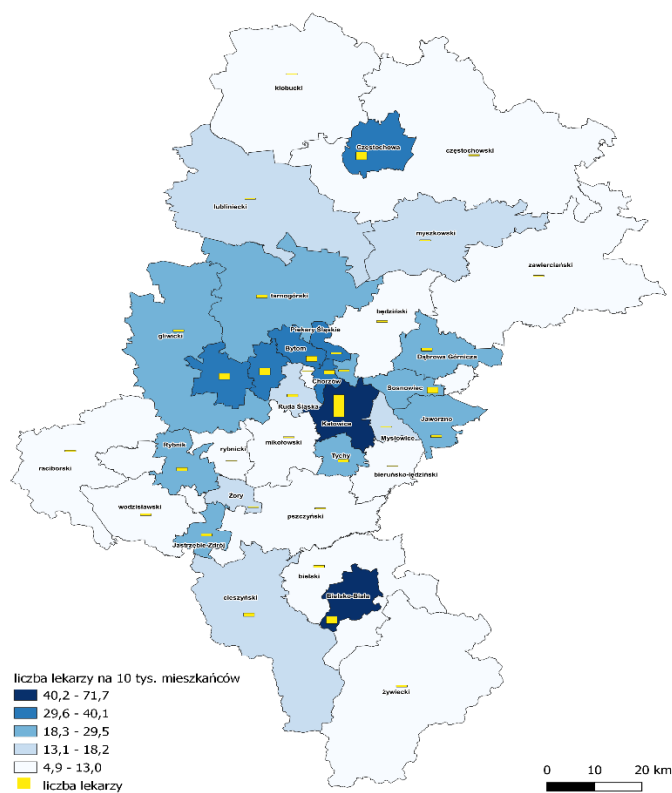 kłobucki
Częstochowa
częstochowski
lubliniecki
myszkowski
zawierciański
tarnogórski
będziński
gliwicki
Piekary Śląskie
Bytom
Dąbrowa Górnicza
Chorzów
Sosnowiec
Ruda Śląska
Jaworzno
Katowice
Mysłowice
Rybnik
mikołowski
rybnicki
Tychy
raciborski
bieruńsko-lędziński
Żory
wodzisławski
pszczyński
Jastrzębie-Zdrój
bielski
cieszyński
Bielsko-Biała
żywiecki
liczba lekarzy na 10 tys. mieszkańców
40,2 - 71,7
29,6 - 40,1
18,3 - 29,5
13,1 - 18,2
4,9 - 13,0
liczba lekarzy
0 10 20 km